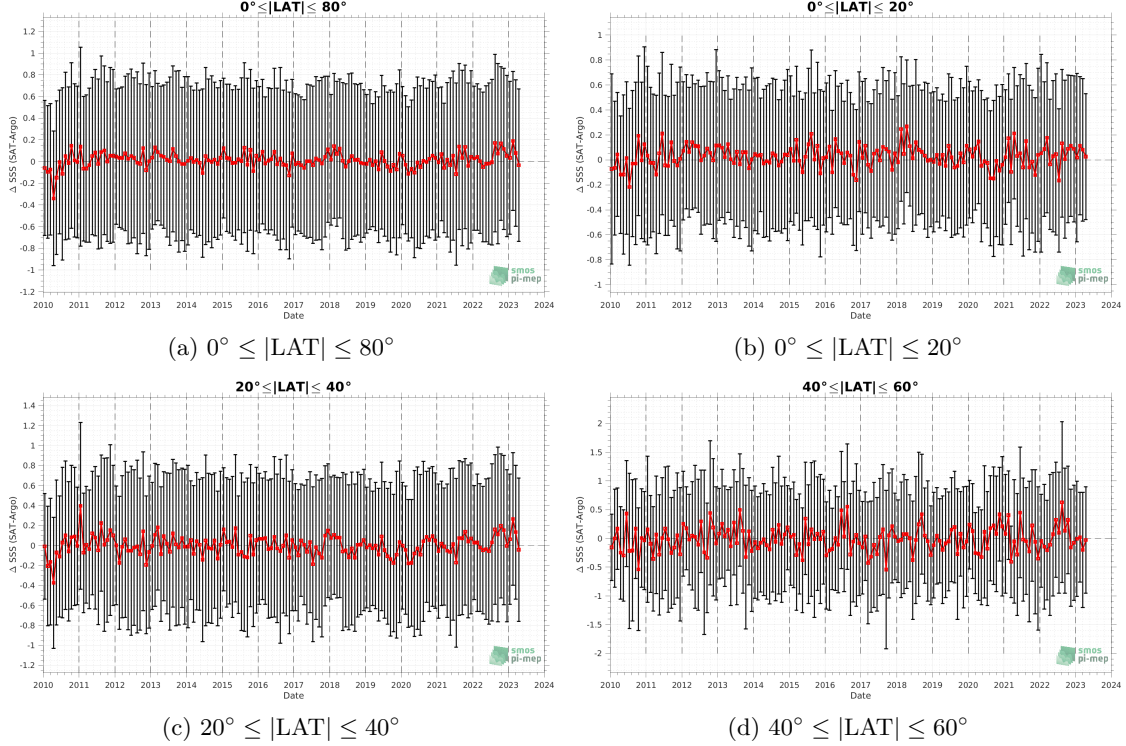 0°≤|LAT|≤ 80°
1.2
1
0.8
0.6
0.4
0.2
0
-0.2
-0.4
-0.6
-0.8
-1
-1.2
Δ SSS (SAT-Argo)
2010 2011 2012 2013 2014 2015 2016 2017 2018 2019 2020 2021 2022 2023 2024
Date
smos
pi-mep
(a) 0° ≤ |LAT| ≤ 80°
0°≤|LAT|≤ 20°
1
0.8
0.6
0.4
0.2
0
-0.2
-0.4
-0.6
-0.8
-1
Δ SSS (SAT-Argo)
2010 2011 2012 2013 2014 2015 2016 2017 2018 2019 2020 2021 2022 2023 2024
Date
smos
pi-mep
(b) 0° ≤ |LAT| ≤ 20°
20°≤|LAT|≤ 40°
1.4
1.2
1
0.8
0.6
0.4
0.2
0
-0.2
-0.4
-0.6
-0.8
-1
-1.2
Δ SSS (SAT-Argo)
2010 2011 2012 2013 2014 2015 2016 2017 2018 2019 2020 2021 2022 2023 2024
Date
smos
pi-mep
(c) 20° ≤ |LAT| ≤ 40°
40°≤|LAT|≤ 60°
2
1.5
1
0.5
0
-0.5
-1
-1.5
-2
Δ SSS (SAT-Argo)
2010 2011 2012 2013 2014 2015 2016 2017 2018 2019 2020 2021 2022 2023 2024
Date
smos
pi-mep
(d) 40° ≤ |LAT| ≤ 60°